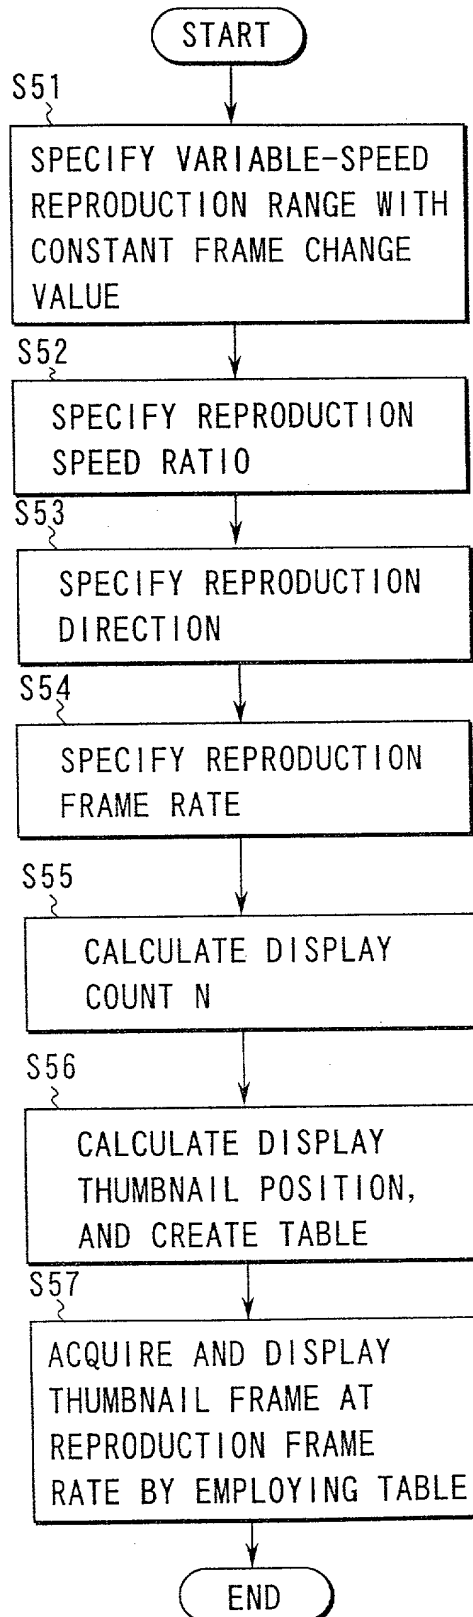 START
S51
SPECIFY VARIABLE-SPEED
REPRODUCTION RANGE WITH
CONSTANT FRAME CHANGE
VALUE
S52
SPECIFY REPRODUCTION
SPEED RATIO
S53
SPECIFY REPRODUCTION
DIRECTION
S54
SPECIFY REPRODUCTION
FRAME RATE
S55
CALCULATE DISPLAY
COUNT N
S56
CALCULATE DISPLAY
THUMBNAIL POSITION,
AND CREATE TABLE
S57
ACQUIRE AND DISPLAY
THUMBNAIL FRAME AT
REPRODUCTION FRAME
RATE BY EMPLOYING TABLE
END